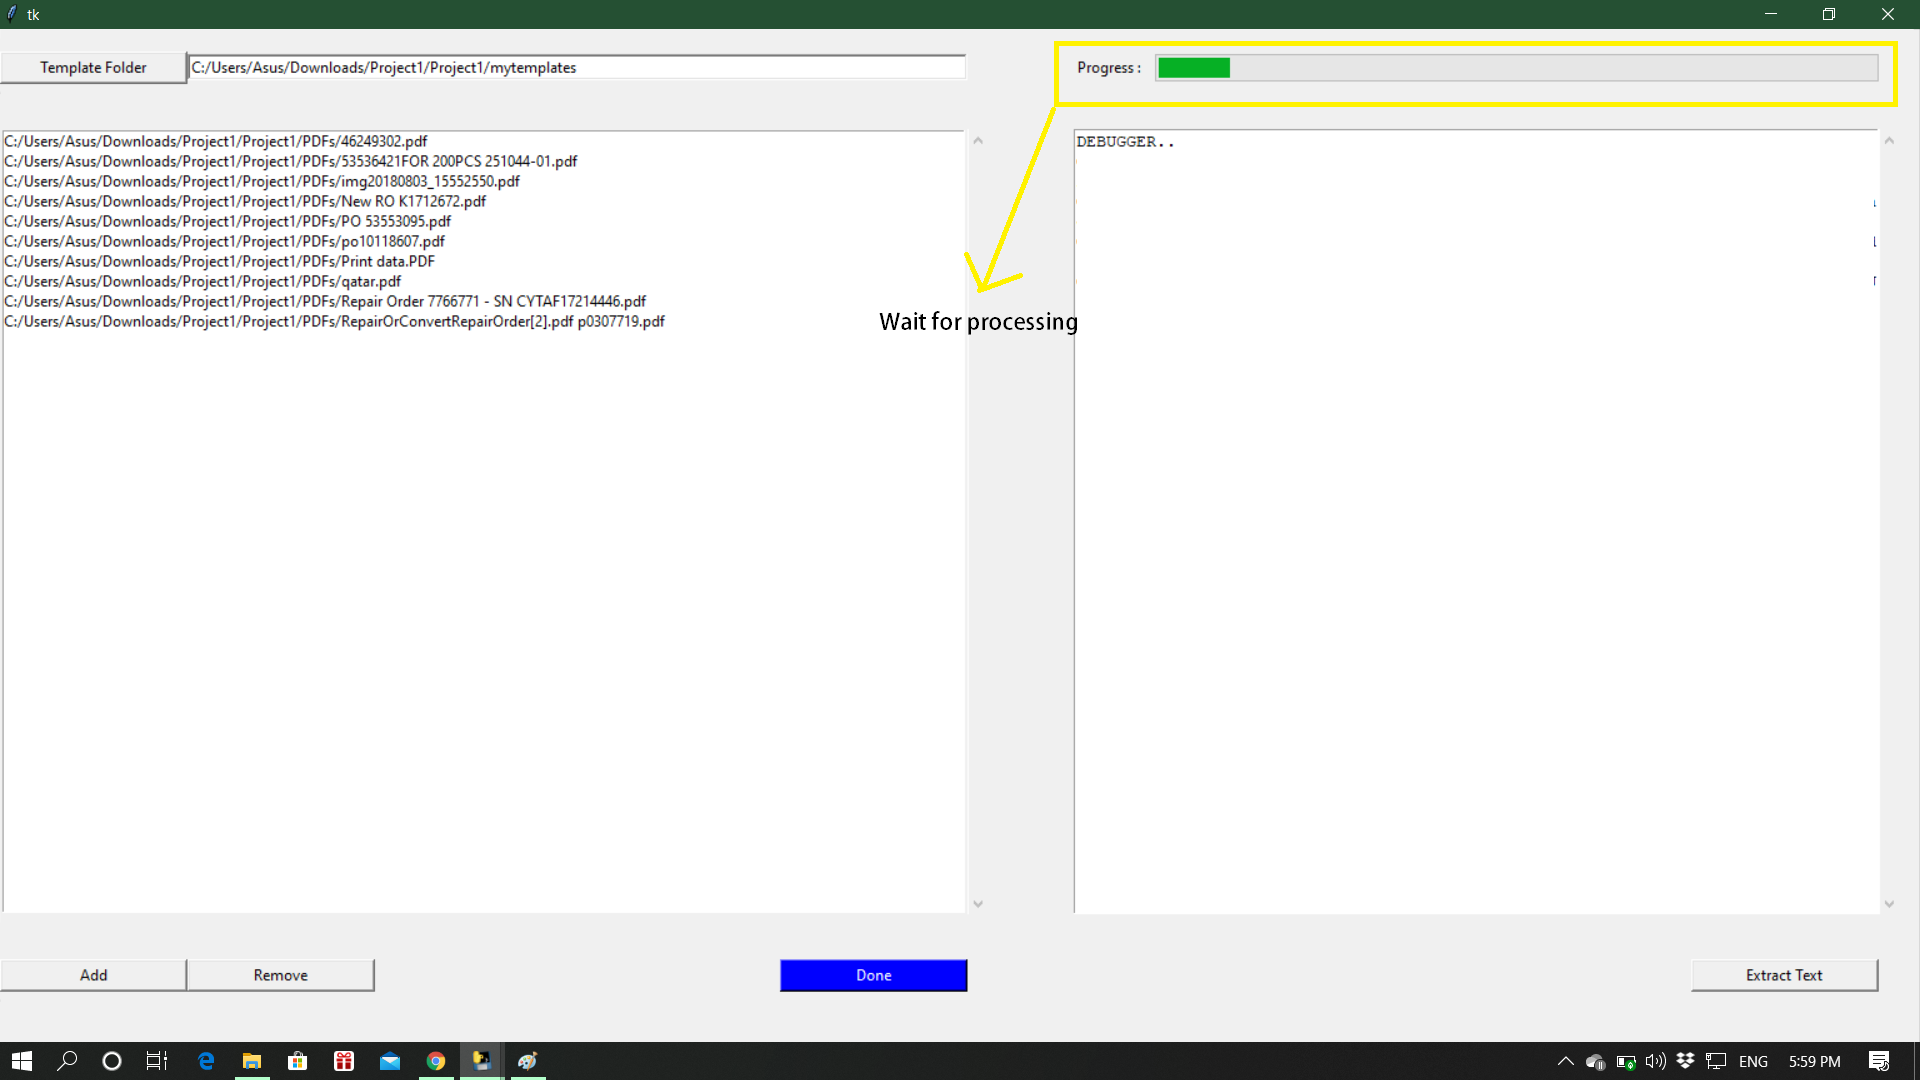 tk
Template Folder
C:/Users/Asus/Downloads/Project1/Project1/mytemplates
Progress :
C:/Users/Asus/Downloads/Project1/Project1/PDFs/46249302.pdf
C:/Users/Asus/Downloads/Project1/Project1/PDFs/53536421FOR 200PCS 251044-01.pdf
C:/Users/Asus/Downloads/Project1/Project1/PDFs/img20180803_15552550.pdf
C:/Users/Asus/Downloads/Project1/Project1/PDFs/New RO K1712672.pdf
C:/Users/Asus/Downloads/Project1/Project1/PDFs/PO 53553095.pdf
C:/Users/Asus/Downloads/Project1/Project1/PDFs/po10118607.pdf
C:/Users/Asus/Downloads/Project1/Project1/PDFs/Print data.PDF
C:/Users/Asus/Downloads/Project1/Project1/PDFs/qatar.pdf
C:/Users/Asus/Downloads/Project1/Project1/PDFs/Repair Order 7766771 - SN CYTAF17214446.pdf
C:/Users/Asus/Downloads/Project1/Project1/PDFs/RepairOrConvertRepairOrder[2].pdf p0307719.pdf
Wait for processing
DEBUGGER..
Add
Remove
Done
Extract Text
ENG
5:59 PM